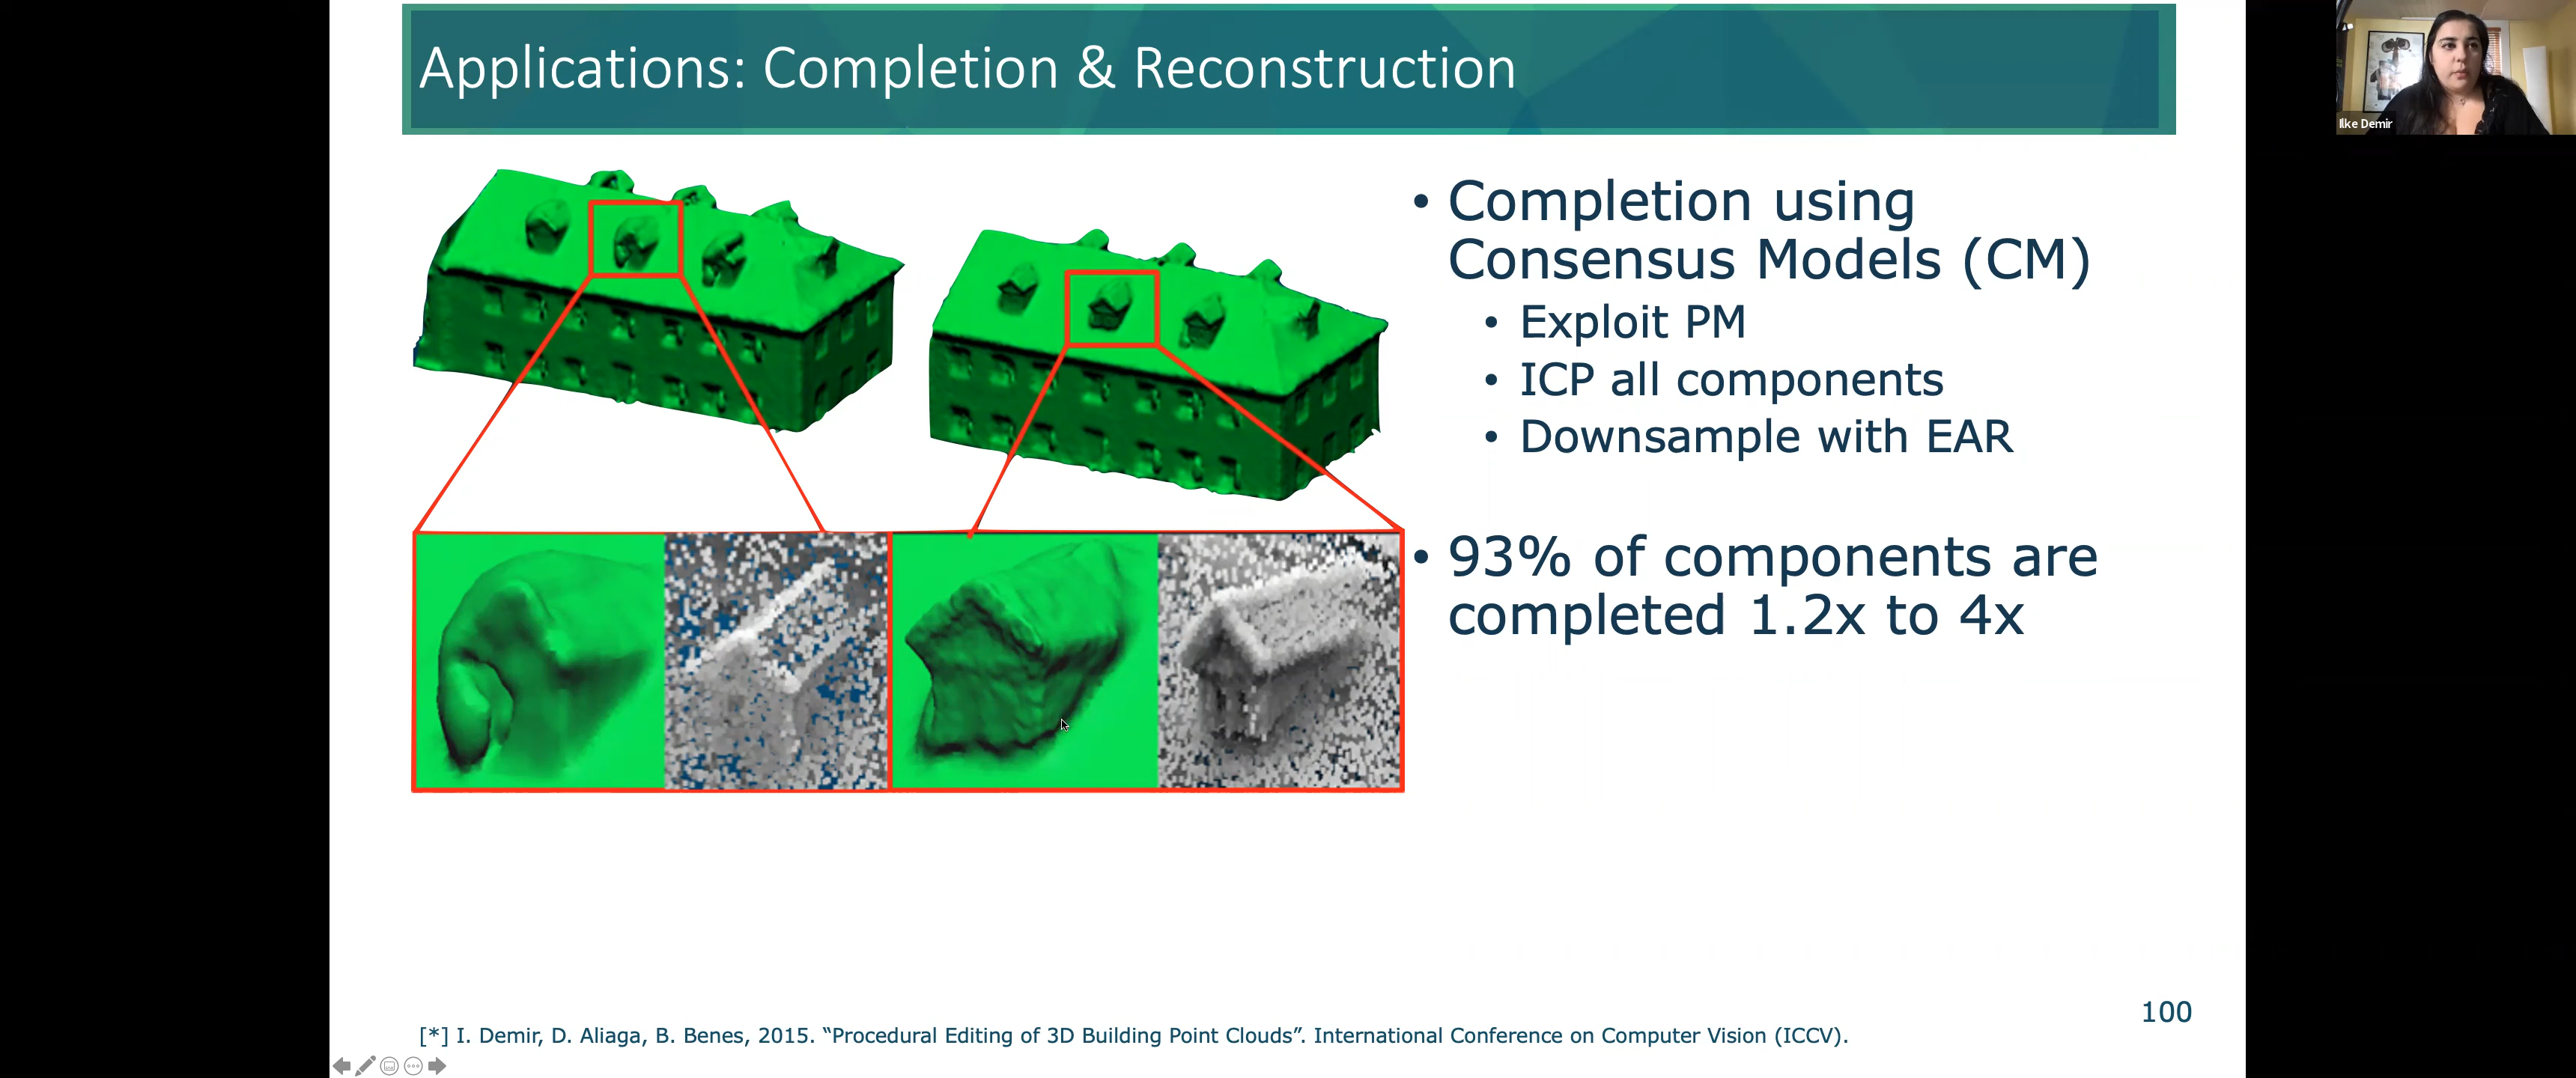 Applications: Completion & Reconstruction
Ilke Demir
• Completion using
Consensus Models (CM)
• Exploit PM
• ICP all components
• Downsample with EAR
• 93% of components are
completed 1.2x to 4x
100
[*] I. Demir, D. Aliaga, B. Benes, 2015. “Procedural Editing of 3D Building Point Clouds”. International Conference on Computer Vision (ICCV).